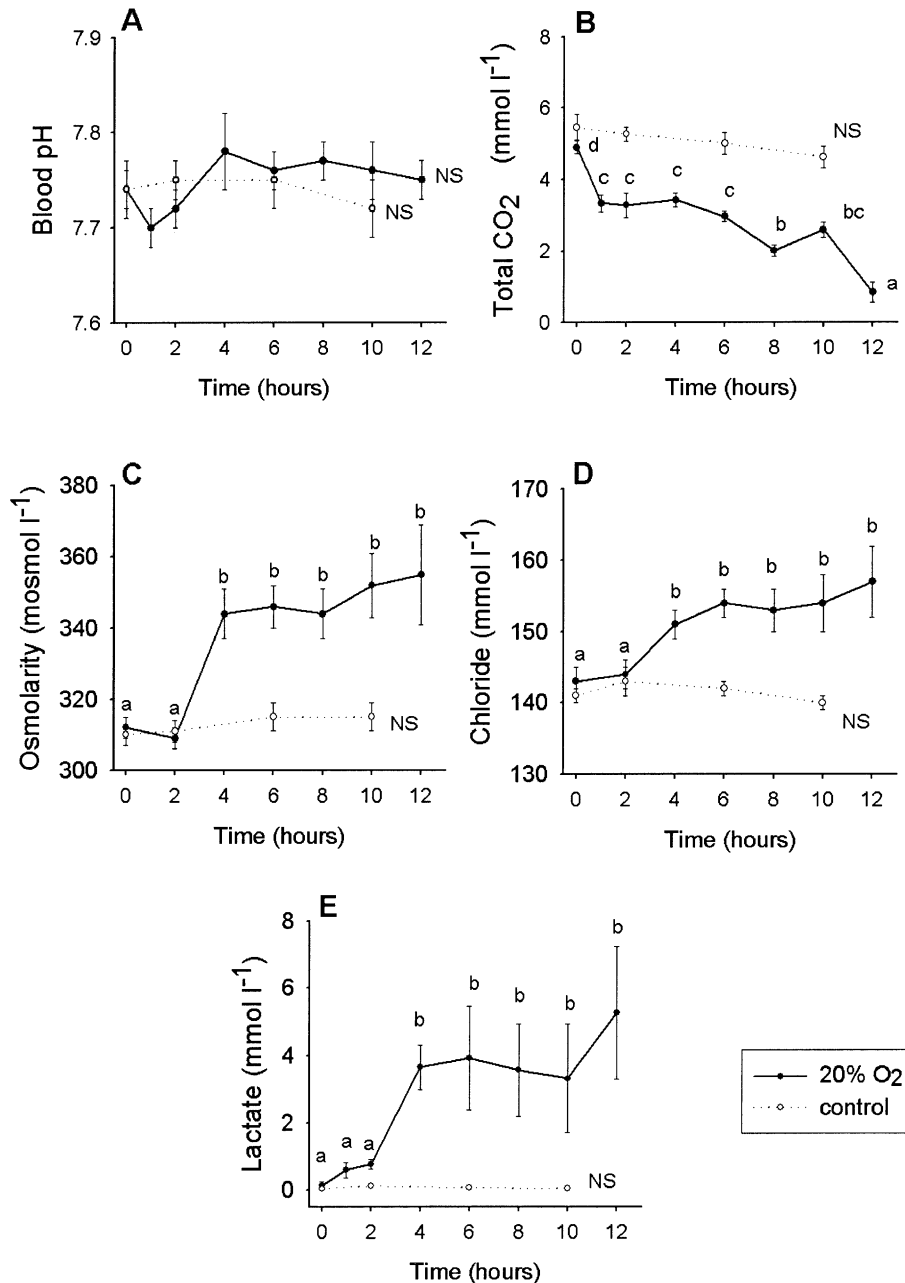 A
Blood pH
7.9
7.8
7.7
7.6
NS
NS
0 2 4 6 8 10 12
Time (hours)
B
Total CO2 (mmol l-1)
8
6
4
2
0
NS
d
c
c
c
c
b
bc
a
0 2 4 6 8 10 12
Time (hours)
C
Osmolarity (mosmol l-1)
380
360
340
320
300
a
a
b
b
b
b
b
NS
0 2 4 6 8 10 12
Time (hours)
D
Chloride (mmol l-1)
170
160
150
140
130
a
a
b
b
b
b
b
NS
0 2 4 6 8 10 12
Time (hours)
E
Lactate (mmol l-1)
8
6
4
2
0
a
a
a
b
b
b
b
b
NS
0 2 4 6 8 10 12
Time (hours)
20% O2
control